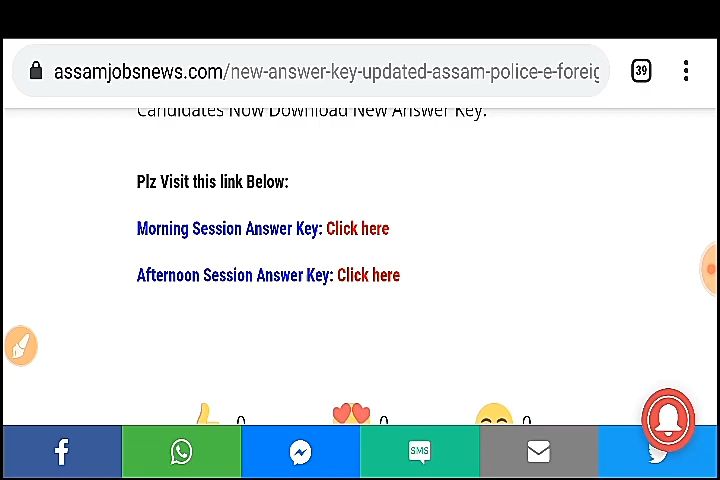 assamjobsnews.com/new-answer-key-updated-assam-police-e-foreig
39
Candidates Now Download New Answer Key.
Plz Visit this link Below:
Morning Session Answer Key: Click here
Afternoon Session Answer Key: Click here
0 0 0
SMS